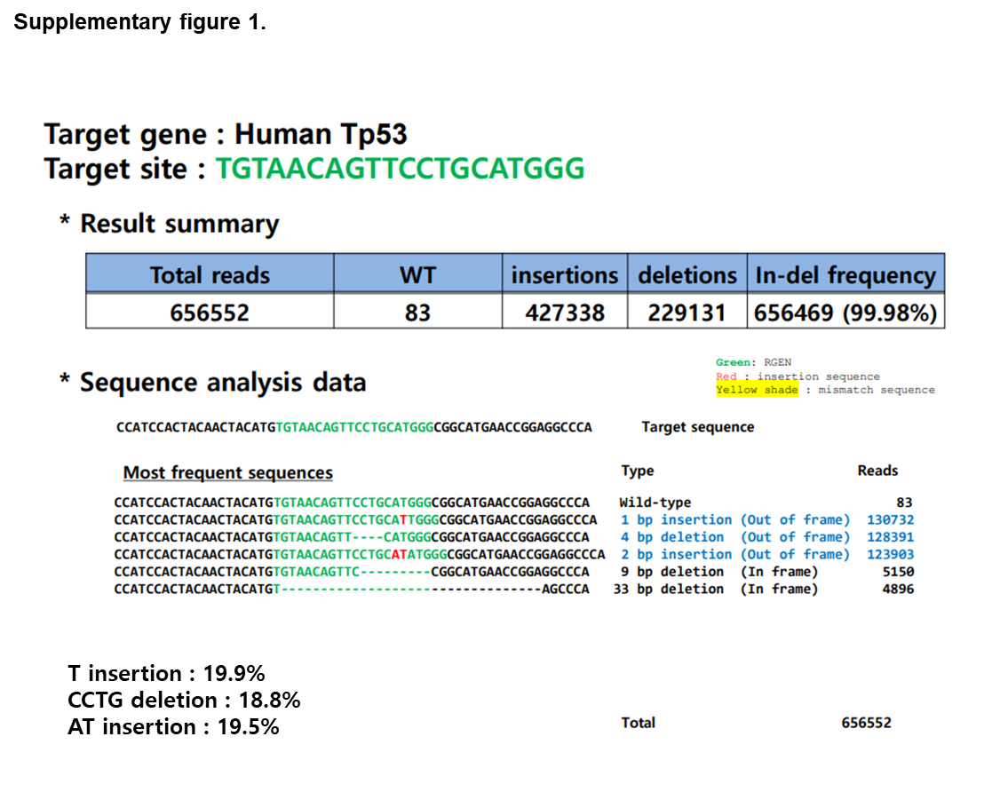 Supplementary figure 1.
Target gene : Human Tp53
Target site : TGTAACAGTTCCTGCATGGG
* Result summary
Total reads WT insertions deletions In-del frequency
656552 83 427338 229131 656469 (99.98%)
Green: RGEN
Red : insertion sequence
Yellow shade : mismatch sequence
* Sequence analysis data
CCATCCACTACAACTACATGTGTAACAGTTCCTGCATGGGCGGCATGAACCGGAGGCCCA Target sequence
Most frequent sequences Type Reads
CCATCCACTACAACTACATGTGTAACAGTTCCTGCATGGGCGGCATGAACCGGAGGCCCA Wild-type 83
CCATCCACTACAACTACATGTGTAACAGTTCCTGCATTGGGCGGCATGAACCGGAGGCCCA 1 bp insertion (Out of frame) 130732
CCATCCACTACAACTACATGTGTAACAGTT----CATGGGCGGCATGAACCGGAGGCCCA 4 bp deletion (Out of frame) 128391
CCATCCACTACAACTACATGTGTAACAGTTCCTGCATATGGGCGGCATGAACCGGAGGCCCA 2 bp insertion (Out of frame) 123903
CCATCCACTACAACTACATGTGTAACAGTTC---------CGGCATGAACCGGAGGCCCA 9 bp deletion (In frame) 5150
CCATCCACTACAACTACATGT---------------------------------AGCCCA 33 bp deletion (In frame) 4896
T insertion : 19.9%
CCTG deletion : 18.8%
AT insertion : 19.5%
Total 656552